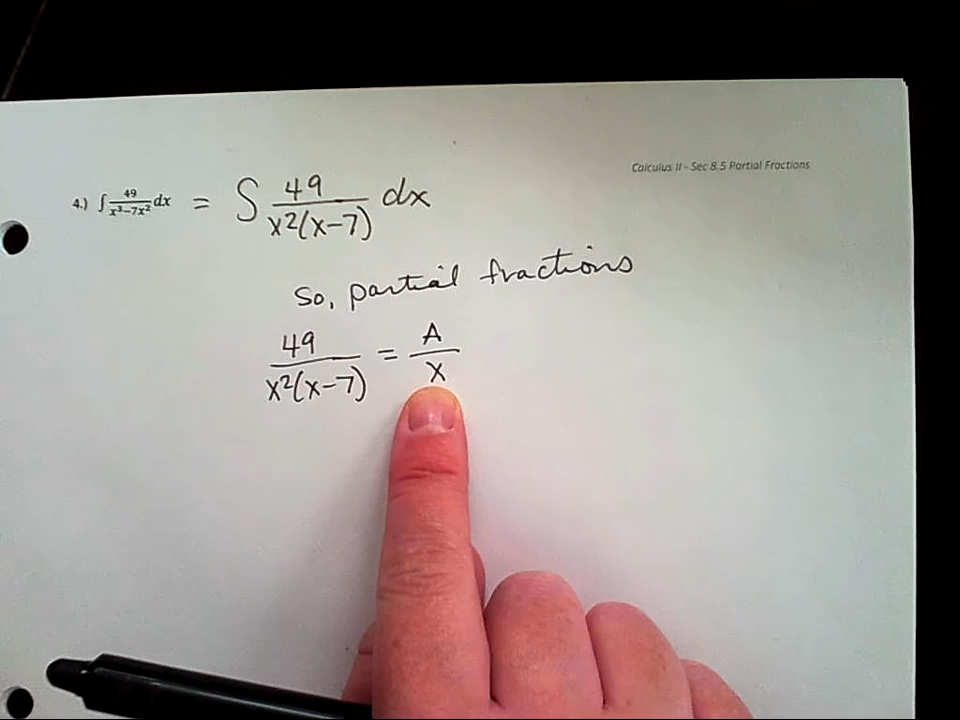 Calculus II - Sec 8.5 Partial Fractions
4.) ∫ 49/(x³−7x²) dx = ∫ 49/(x²(x−7)) dx
So, partial fractions
49/(x²(x−7)) = A/x